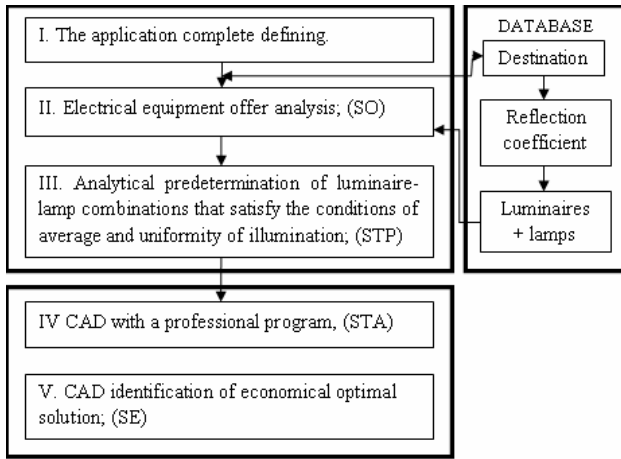 I. The application complete defining.
II. Electrical equipment offer analysis; (SO)
III. Analytical predetermination of luminaire-
lamp combinations that satisfy the conditions of
average and uniformity of illumination; (STP)
IV CAD with a professional program, (STA)
V. CAD identification of economical optimal
solution; (SE)
DATABASE
Destination
Reflection
coefficient
Luminaires
+ lamps